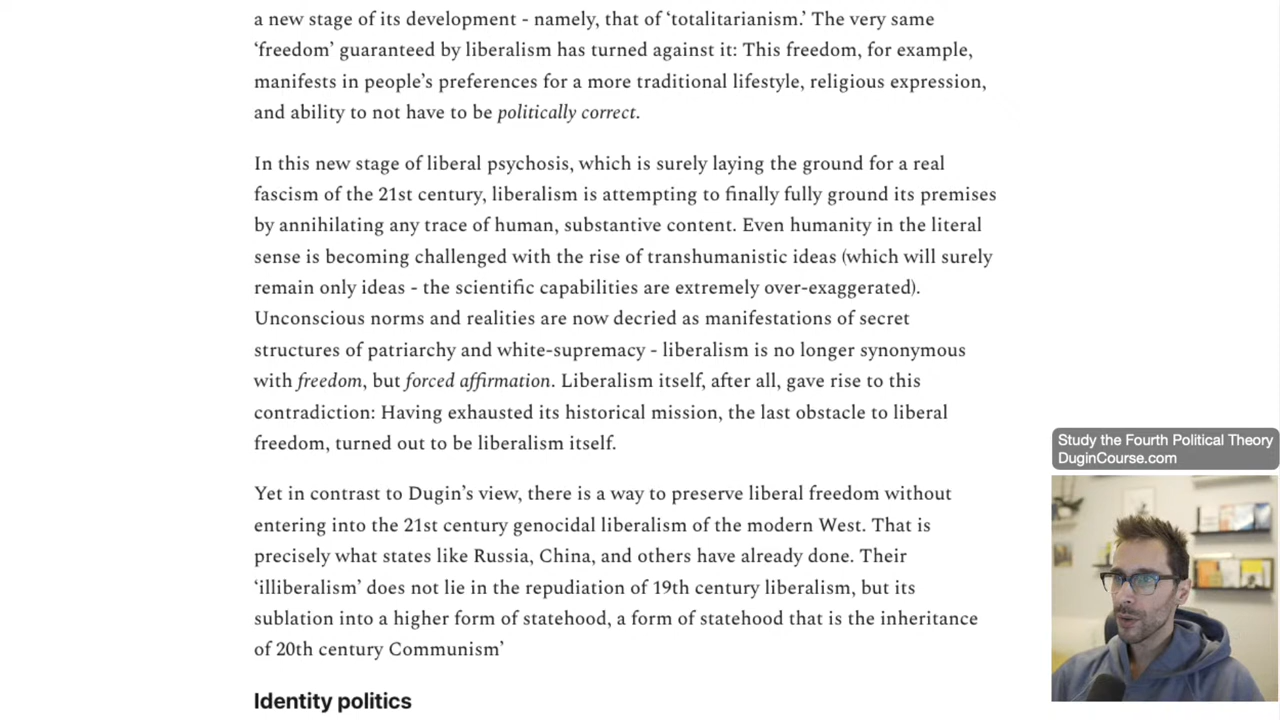 a new stage of its development - namely, that of ‘totalitarianism.’ The very same
‘freedom’ guaranteed by liberalism has turned against it: This freedom, for example,
manifests in people’s preferences for a more traditional lifestyle, religious expression,
and ability to not have to be politically correct.
In this new stage of liberal psychosis, which is surely laying the ground for a real
fascism of the 21st century, liberalism is attempting to finally fully ground its premises
by annihilating any trace of human, substantive content. Even humanity in the literal
sense is becoming challenged with the rise of transhumanistic ideas (which will surely
remain only ideas - the scientific capabilities are extremely over-exaggerated).
Unconscious norms and realities are now decried as manifestations of secret
structures of patriarchy and white-supremacy - liberalism is no longer synonymous
with freedom, but forced affirmation. Liberalism itself, after all, gave rise to this
contradiction: Having exhausted its historical mission, the last obstacle to liberal
freedom, turned out to be liberalism itself.
Yet in contrast to Dugin’s view, there is a way to preserve liberal freedom without
entering into the 21st century genocidal liberalism of the modern West. That is
precisely what states like Russia, China, and others have already done. Their
‘illiberalism’ does not lie in the repudiation of 19th century liberalism, but its
sublation into a higher form of statehood, a form of statehood that is the inheritance
of 20th century Communism’
Identity politics
Study the Fourth Political Theory
DuginCourse.com